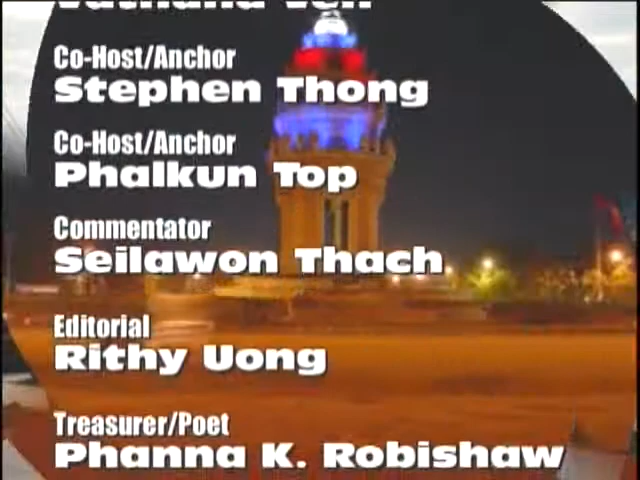 Co-Host/Anchor
Stephen Thong
Co-Host/Anchor
Phalkun Top
Commentator
Seilawon Thach
Editorial
Rithy Uong
Treasurer/Poet
Phanna K. Robishaw